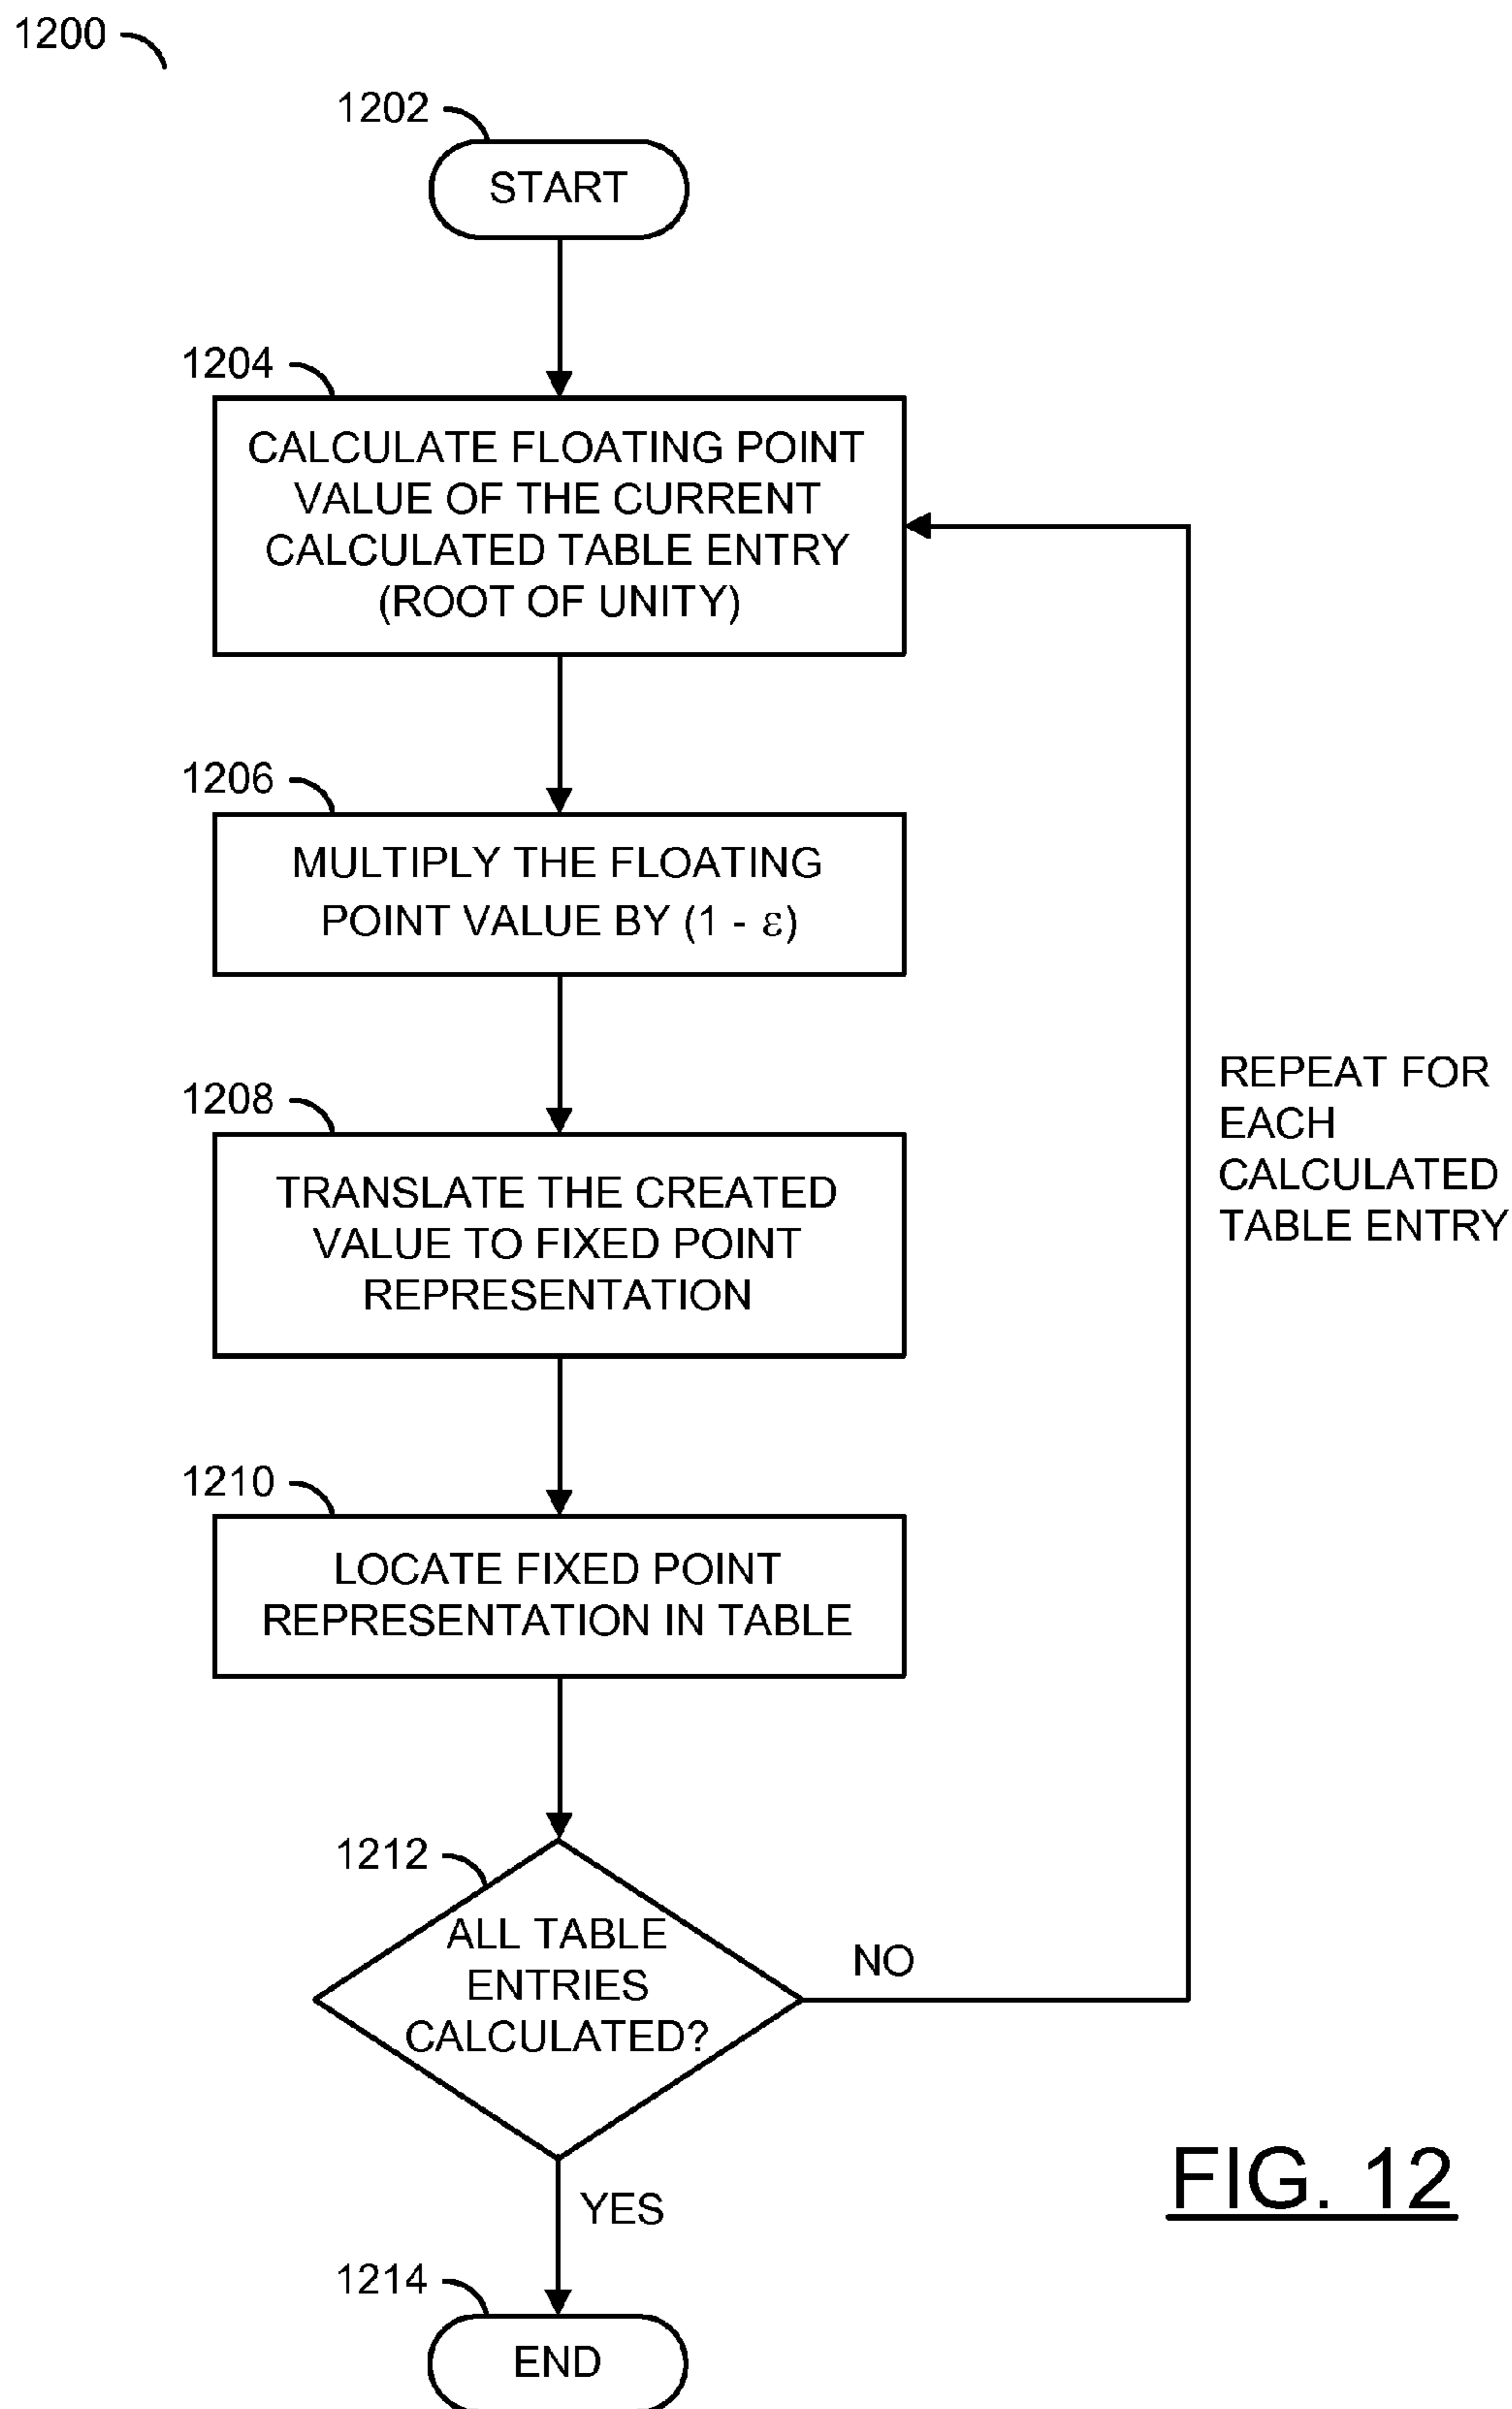 1200
1202
START
1204
CALCULATE FLOATING POINT
VALUE OF THE CURRENT
CALCULATED TABLE ENTRY
(ROOT OF UNITY)
1206
MULTIPLY THE FLOATING
POINT VALUE BY (1 - ε)
1208
TRANSLATE THE CREATED
VALUE TO FIXED POINT
REPRESENTATION
REPEAT FOR
EACH
CALCULATED
TABLE ENTRY
1210
LOCATE FIXED POINT
REPRESENTATION IN TABLE
1212
ALL TABLE
ENTRIES
CALCULATED?
NO
YES
1214
END
FIG. 12